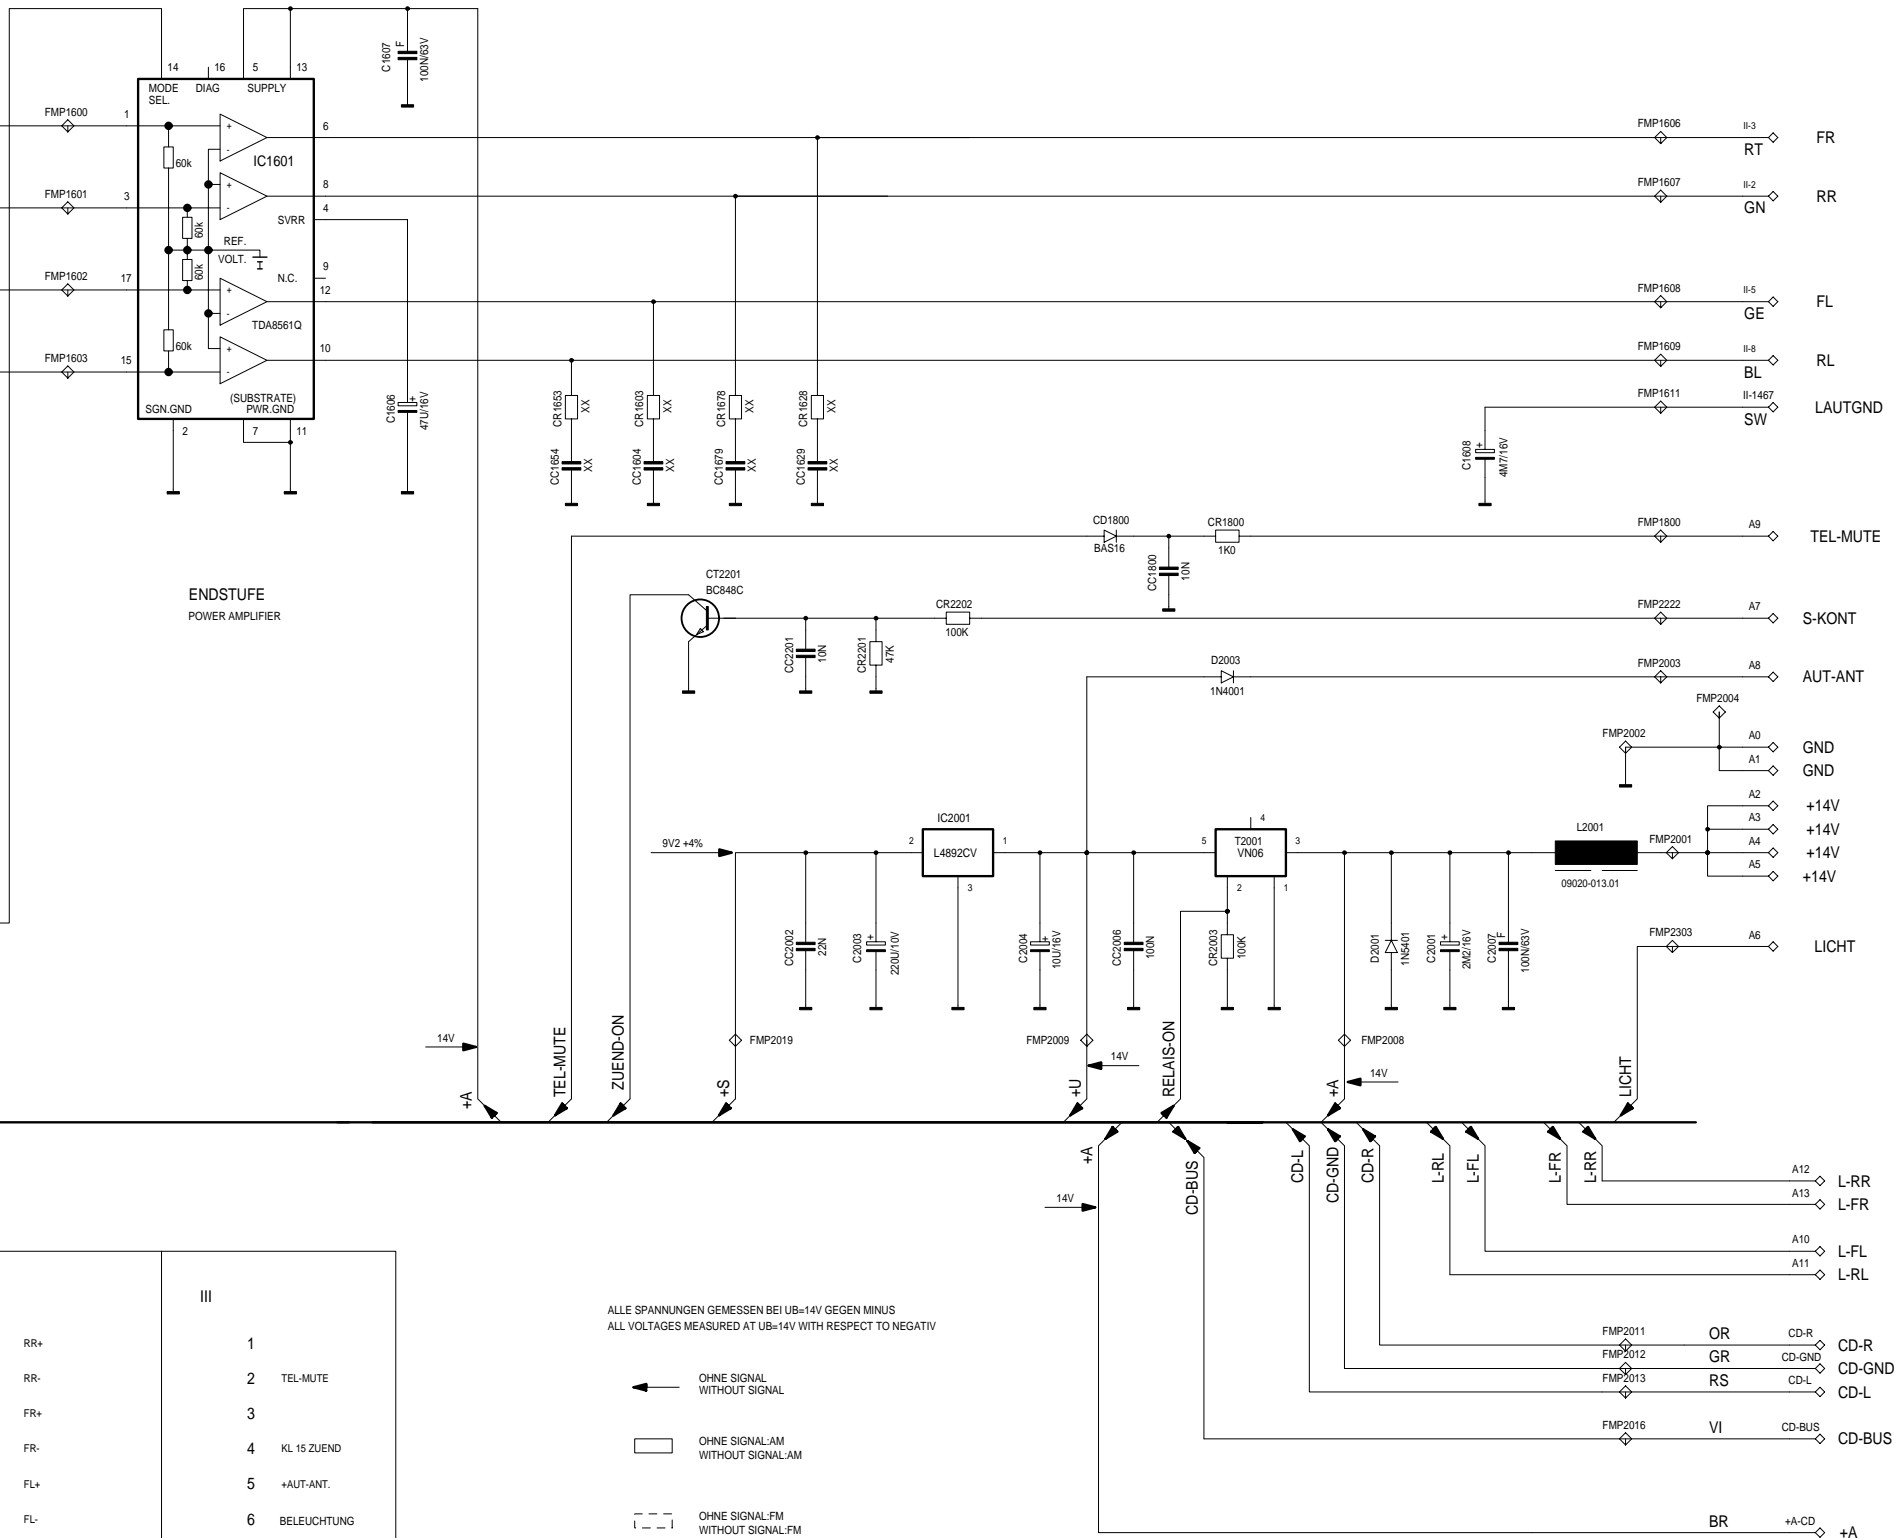 C1607
F
100N/63V
14
16
5
13
MODE SEL.
DIAG
SUPPLY
FMP1600
1
6
60k
IC1601
FMP1606
II-3
RT
FR
FMP1601
3
8
4
60k
SVRR
FMP1607
II-2
GN
RR
REF.
VOLT.
FMP1602
17
60k
N.C.
9
12
TDA8561Q
FMP1608
II-5
GE
FL
FMP1603
15
60k
10
FMP1609
II-8
BL
RL
SGN.GND
(SUBSTRATE)
PWR.GND
2
7
11
C1606
+
47U/16V
CR1653
XX
CR1603
XX
CR1678
XX
CR1628
XX
CC1654
XX
CC1604
XX
CC1679
XX
CC1629
XX
FMP1611
II-1467
SW
LAUTGND
C1608
+
4M7/16V
CD1800
BAS16
CC1800
10N
CR1800
1K0
FMP1800
A9
TEL-MUTE
ENDSTUFE
POWER AMPLIFIER
CT2201
BC848C
CC2201
10N
CR2201
47K
CR2202
100K
FMP2222
A7
S-KONT
D2003
1N4001
FMP2003
A8
AUT-ANT
FMP2004
FMP2002
A0
GND
A1
GND
9V2 +4%
IC2001
2
L4892CV
1
3
5
T2001
VN06
4
3
2
1
L2001
09020-013.01
FMP2001
A2
+14V
A3
+14V
A4
+14V
A5
+14V
CC2002
22N
C2003
+
220U/10V
C2004
+
10U/16V
CC2006
100N
CR2003
100K
D2001
1N5401
C2001
+
2M2/16V
C2007
F
100N/63V
FMP2303
A6
LICHT
14V
+A
TEL-MUTE
ZUEND-ON
FMP2019
+S
FMP2009
14V
+U
RELAIS-ON
FMP2008
14V
+A
LICHT
+A
14V
CD-BUS
CD-L
CD-GND
CD-R
L-RL
L-FL
L-FR
L-RR
A12
L-RR
A13
L-FR
A10
L-FL
A11
L-RL
III
RR+
1
RR-
2
TEL-MUTE
FR+
3
FR-
4
KL 15 ZUEND
FL+
5
+AUT-ANT.
FL-
6
BELEUCHTUNG
ALLE SPANNUNGEN GEMESSEN BEI UB=14V GEGEN MINUS
ALL VOLTAGES MEASURED AT UB=14V WITH RESPECT TO NEGATIV
OHNE SIGNAL
WITHOUT SIGNAL
OHNE SIGNAL:AM
WITHOUT SIGNAL:AM
OHNE SIGNAL:FM
WITHOUT SIGNAL:FM
FMP2011
OR
CD-R
CD-R
FMP2012
GR
CD-GND
CD-GND
FMP2013
RS
CD-L
CD-L
FMP2016
VI
CD-BUS
CD-BUS
BR
+A-CD
+A